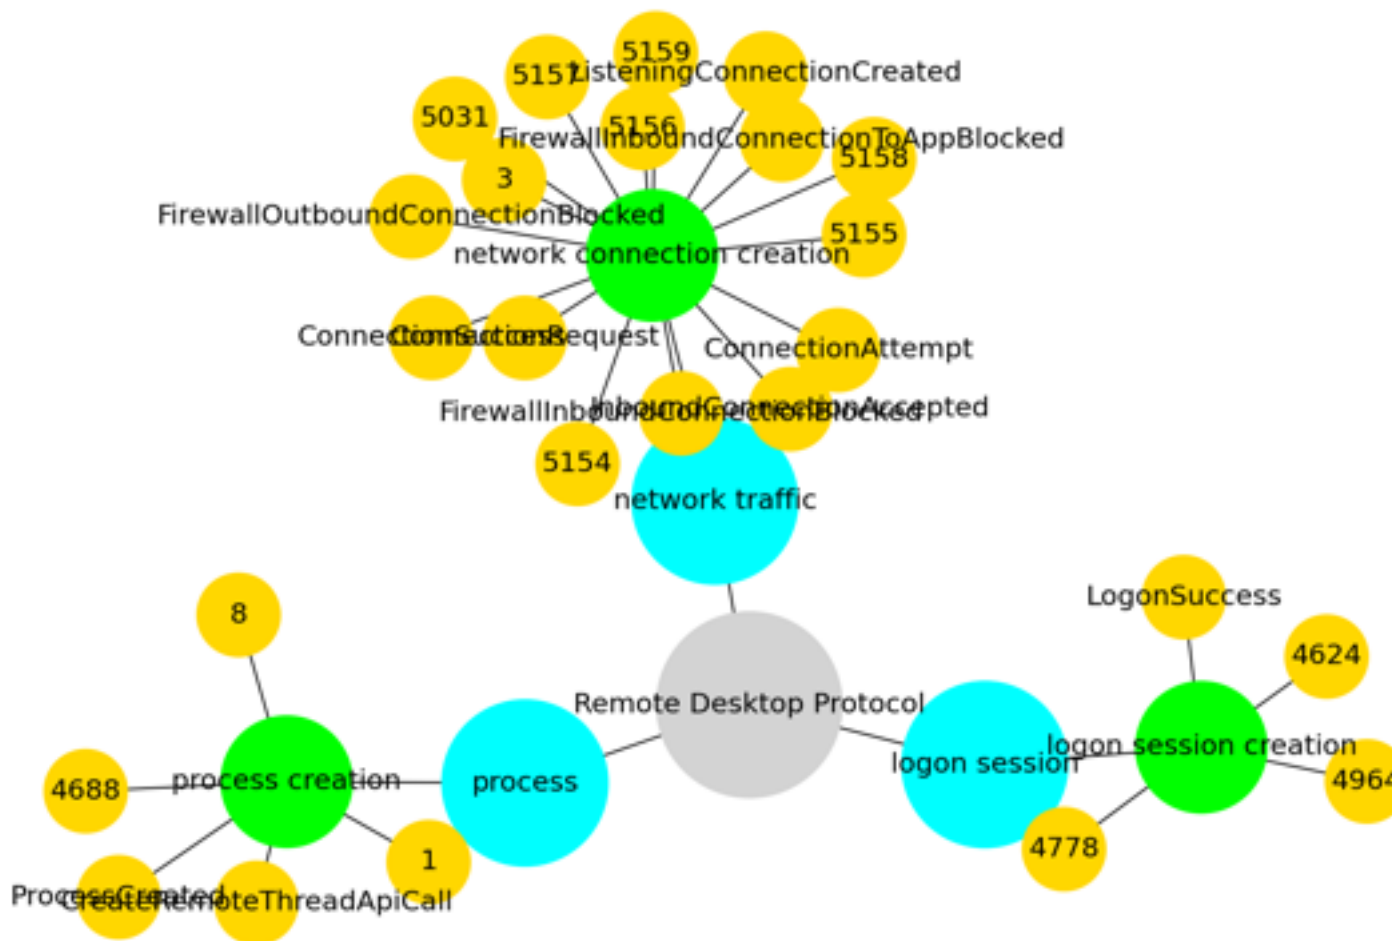 5159
5157
ListeningConnectionCreated
5031
5156
FirewallInboundConnectionToAppBlocked
5158
3
FirewallOutboundConnectionBlocked
5155
network connection creation
ConnectionSuccess
ConnectionRequest
ConnectionAttempt
InboundConnectionAccepted
FirewallInboundConnectionBlocked
5154
network traffic
LogonSuccess
8
4624
Remote Desktop Protocol
logon session creation
logon session
process creation
process
4964
4688
4778
1
ProcessCreated
CreateRemoteThreadApiCall